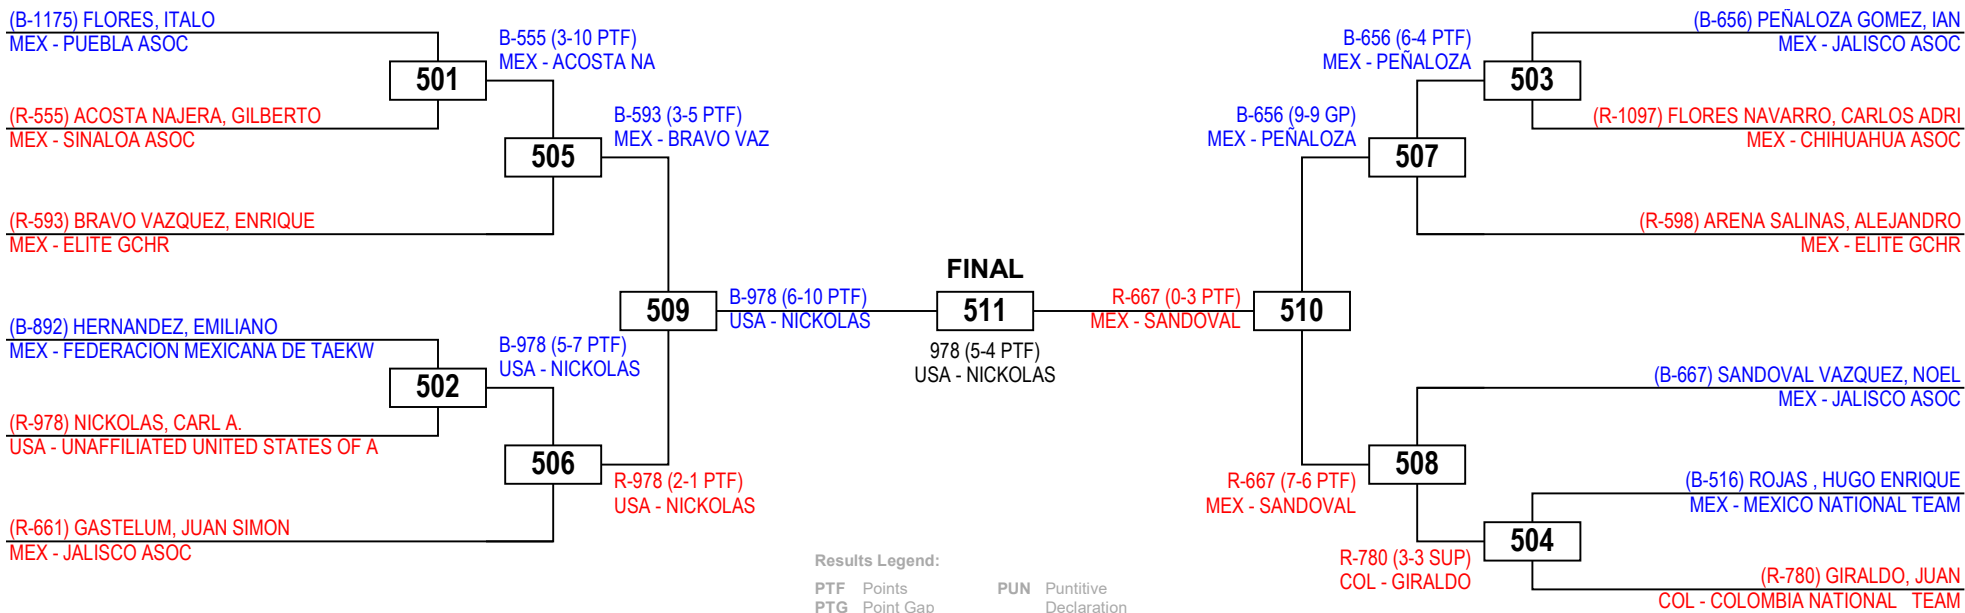 (B-1175) FLORES, ITALO
MEX - PUEBLA ASOC
501
(R-555) ACOSTA NAJERA, GILBERTO
MEX - SINALOA ASOC
B-555 (3-10 PTF)
MEX - ACOSTA NA
505
B-593 (3-5 PTF)
MEX - BRAVO VAZ
(R-593) BRAVO VAZQUEZ, ENRIQUE
MEX - ELITE GCHR
509
B-978 (6-10 PTF)
USA - NICKOLAS
(B-892) HERNANDEZ, EMILIANO
MEX - FEDERACION MEXICANA DE TAEKW
502
(R-978) NICKOLAS, CARL A.
USA - UNAFFILIATED UNITED STATES OF A
B-978 (5-7 PTF)
USA - NICKOLAS
506
R-978 (2-1 PTF)
USA - NICKOLAS
(R-661) GASTELUM, JUAN SIMON
MEX - JALISCO ASOC
FINAL
511
978 (5-4 PTF)
USA - NICKOLAS
(B-656) PEÑALOZA GOMEZ, IAN
MEX - JALISCO ASOC
503
(R-1097) FLORES NAVARRO, CARLOS ADRI
MEX - CHIHUAHUA ASOC
B-656 (6-4 PTF)
MEX - PEÑALOZA
507
B-656 (9-9 GP)
MEX - PEÑALOZA
(R-598) ARENA SALINAS, ALEJANDRO
MEX - ELITE GCHR
R-667 (0-3 PTF)
MEX - SANDOVAL
510
(B-667) SANDOVAL VAZQUEZ, NOEL
MEX - JALISCO ASOC
508
R-667 (7-6 PTF)
MEX - SANDOVAL
(B-516) ROJAS , HUGO ENRIQUE
MEX - MEXICO NATIONAL TEAM
504
R-780 (3-3 SUP)
COL - GIRALDO
(R-780) GIRALDO, JUAN
COL - COLOMBIA NATIONAL TEAM
Results Legend:
PTF Points PUN Puntitive
PTG Point Gap Declaration